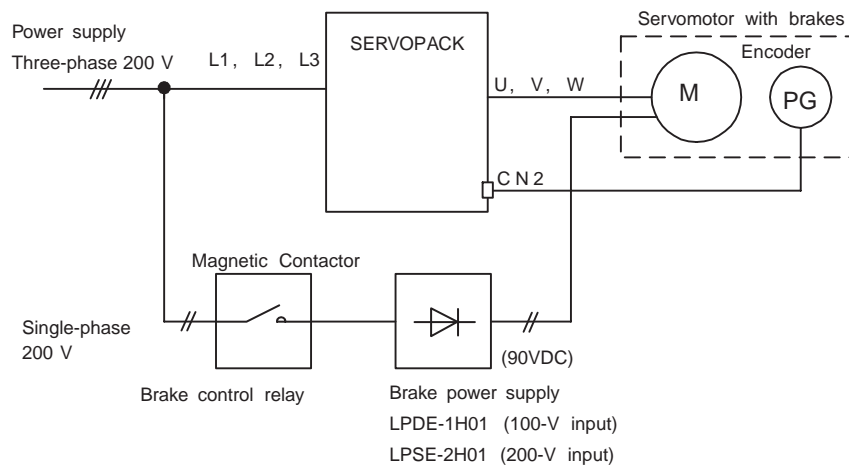 Servomotor with brakes
Power supply
Three-phase 200 V
L1, L2, L3
SERVOPACK
Encoder
U, V, W
M
PG
CN2
Magnetic Contactor
Single-phase
200 V
(90VDC)
Brake control relay
Brake power supply
LPDE-1H01 (100-V input)
LPSE-2H01 (200-V input)